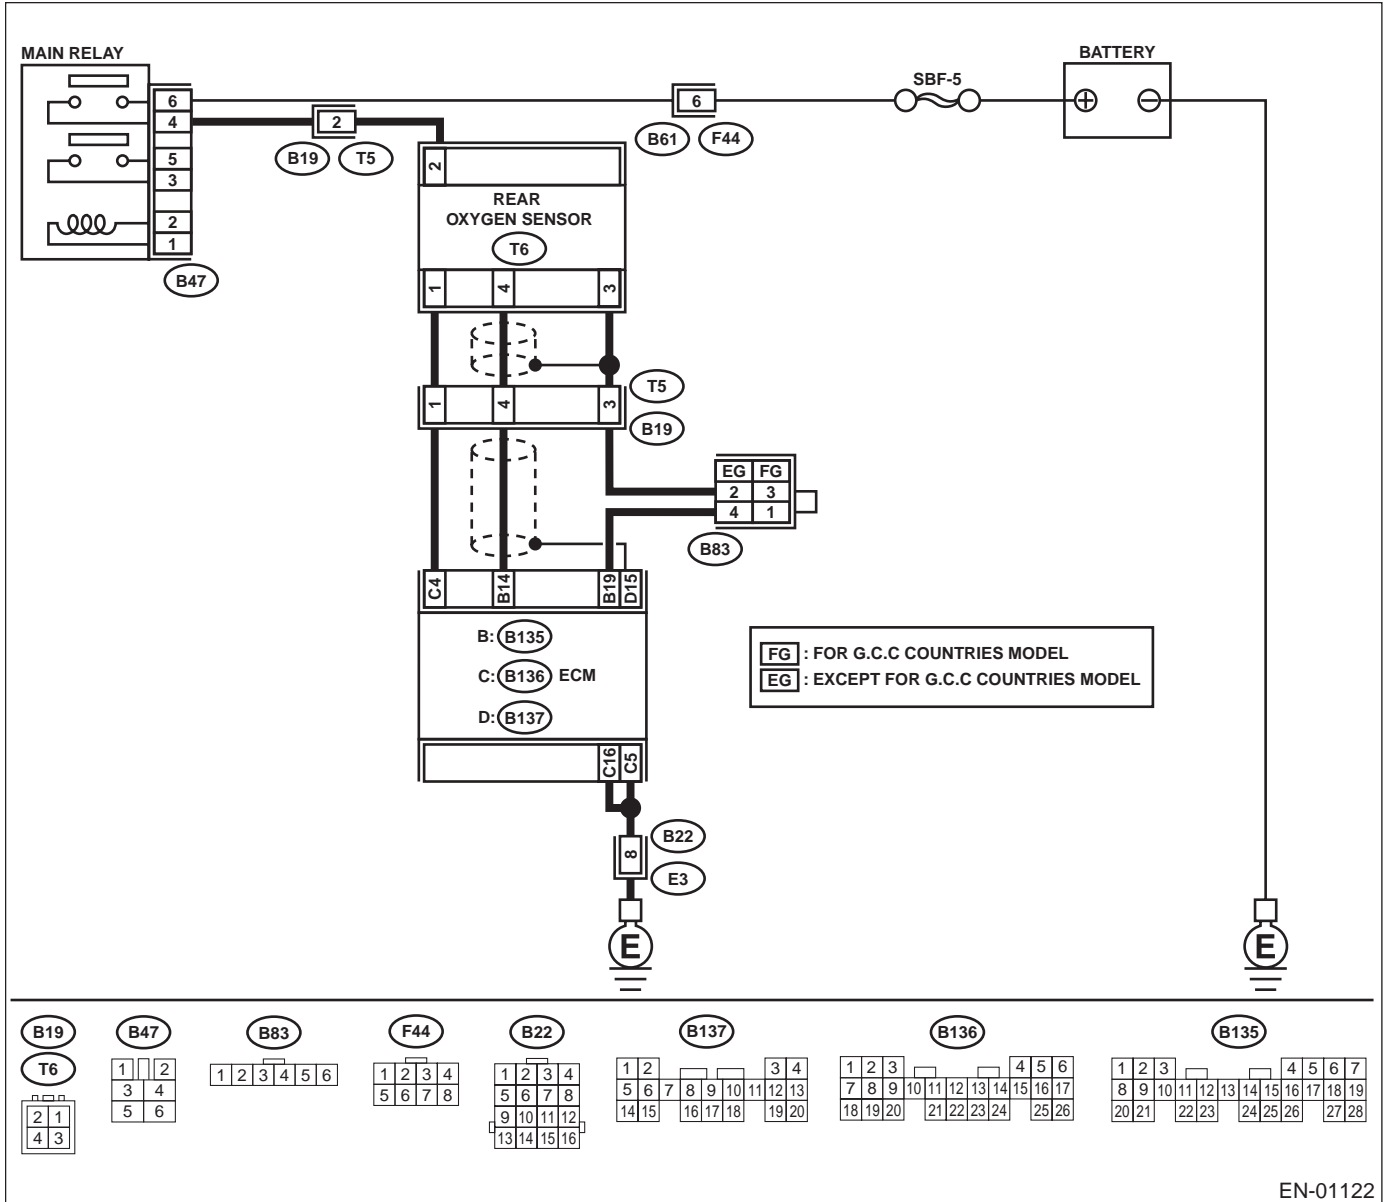 MAIN RELAY
BATTERY
SBF-5
6
4
5
3
2
1
B47
2
B19 T5
6
B61 F44
2
REAR
OXYGEN SENSOR
T6
1 4 3
T5
1 4 3
B19
EG FG
2 3
4 1
B83
C4 B14 B19 D15
B: B135
C: B136 ECM
D: B137
FG : FOR G.C.C COUNTRIES MODEL
EG : EXCEPT FOR G.C.C COUNTRIES MODEL
C16 C5
B22
8
E3
E E
B19
T6
2 1
4 3
B47
1 2
3 4
5 6
B83
1 2 3 4 5 6
F44
1 2 3 4
5 6 7 8
B22
1 2 3 4
5 6 7 8
9 10 11 12
13 14 15 16
B137
1 2 3 4
5 6 7 8 9 10 11 12 13
14 15 16 17 18 19 20
B136
1 2 3 4 5 6
7 8 9 10 11 12 13 14 15 16 17
18 19 20 21 22 23 24 25 26
B135
1 2 3 4 5 6 7
8 9 10 11 12 13 14 15 16 17 18 19
20 21 22 23 24 25 26 27 28
EN-01122